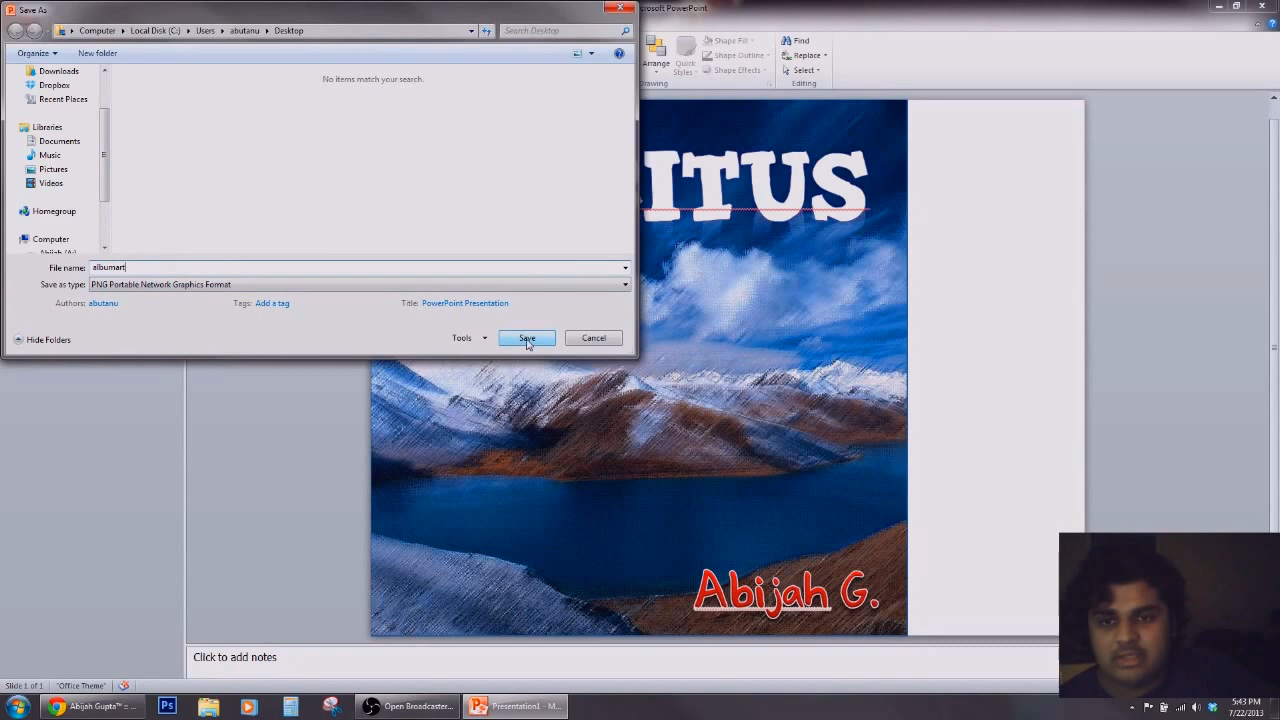 Save As
Computer Local Disk (C:) Users abutanu Desktop
Search Desktop
Organize
New folder
Downloads
Dropbox
Recent Places
Libraries
Documents
Music
Pictures
Videos
Homegroup
Computer
No items match your search.
File name: albumart
Save as type: PNG Portable Network Graphics Format
Authors: abutanu
Tags: Add a tag
Title: PowerPoint Presentation
Hide Folders
Tools
Save
Cancel
rosoft PowerPoint
Arrange
Quick Styles
Shape Fill
Shape Outline
Shape Effects
Drawing
Find
Replace
Select
Editing
ITUS
Abijah G.
Click to add notes
Slide 1 of 1
"Office Theme"
Abijah Gupta™ :: ...
Ps
Open Broadcaster...
Presentation1 - M...
5:43 PM
7/22/2013